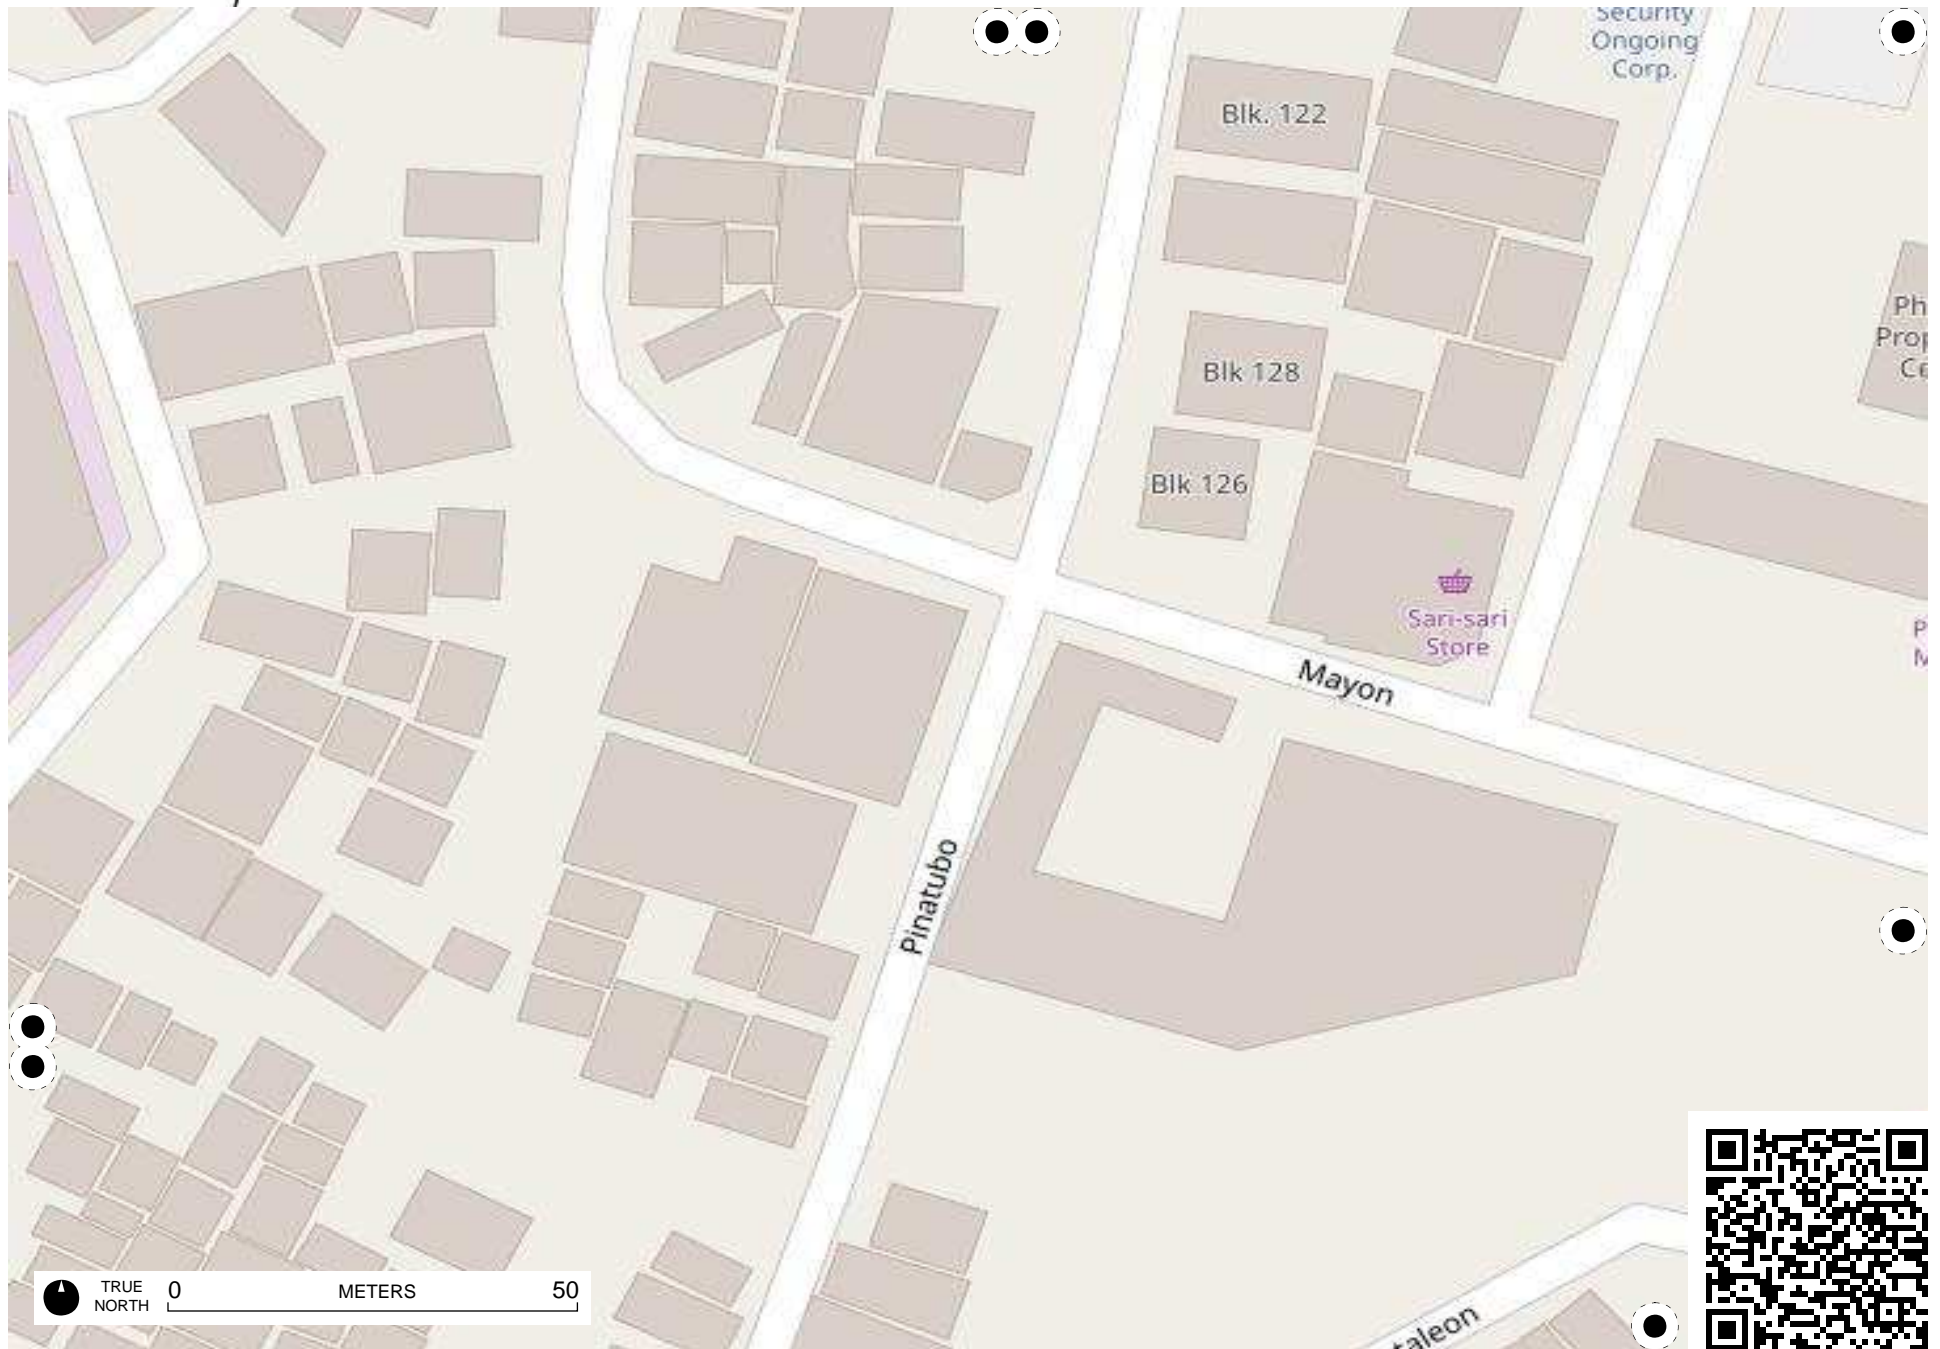 Security
Ongoing
Corp.
Blk. 122
Blk 128
Blk 126
Sari-sari
Store
Mayon
Pinatubo
TRUE
NORTH
0 METERS 50